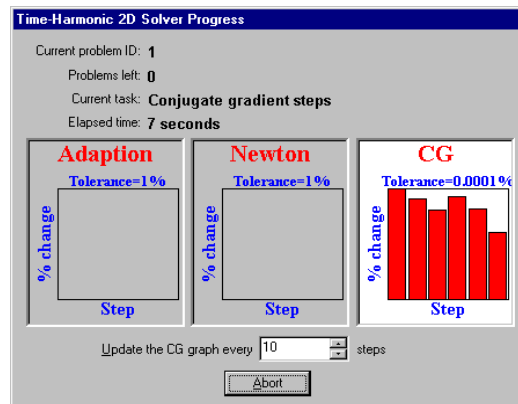 Time-Harmonic 2D Solver Progress
Current problem ID: 1
Problems left: 0
Current task: Conjugate gradient steps
Elapsed time: 7 seconds
Adaption
Tolerance=1%
% change
Step
Newton
Tolerance=1%
% change
Step
CG
Tolerance=0.0001%
% change
Step
Update the CG graph every 10 steps
Abort